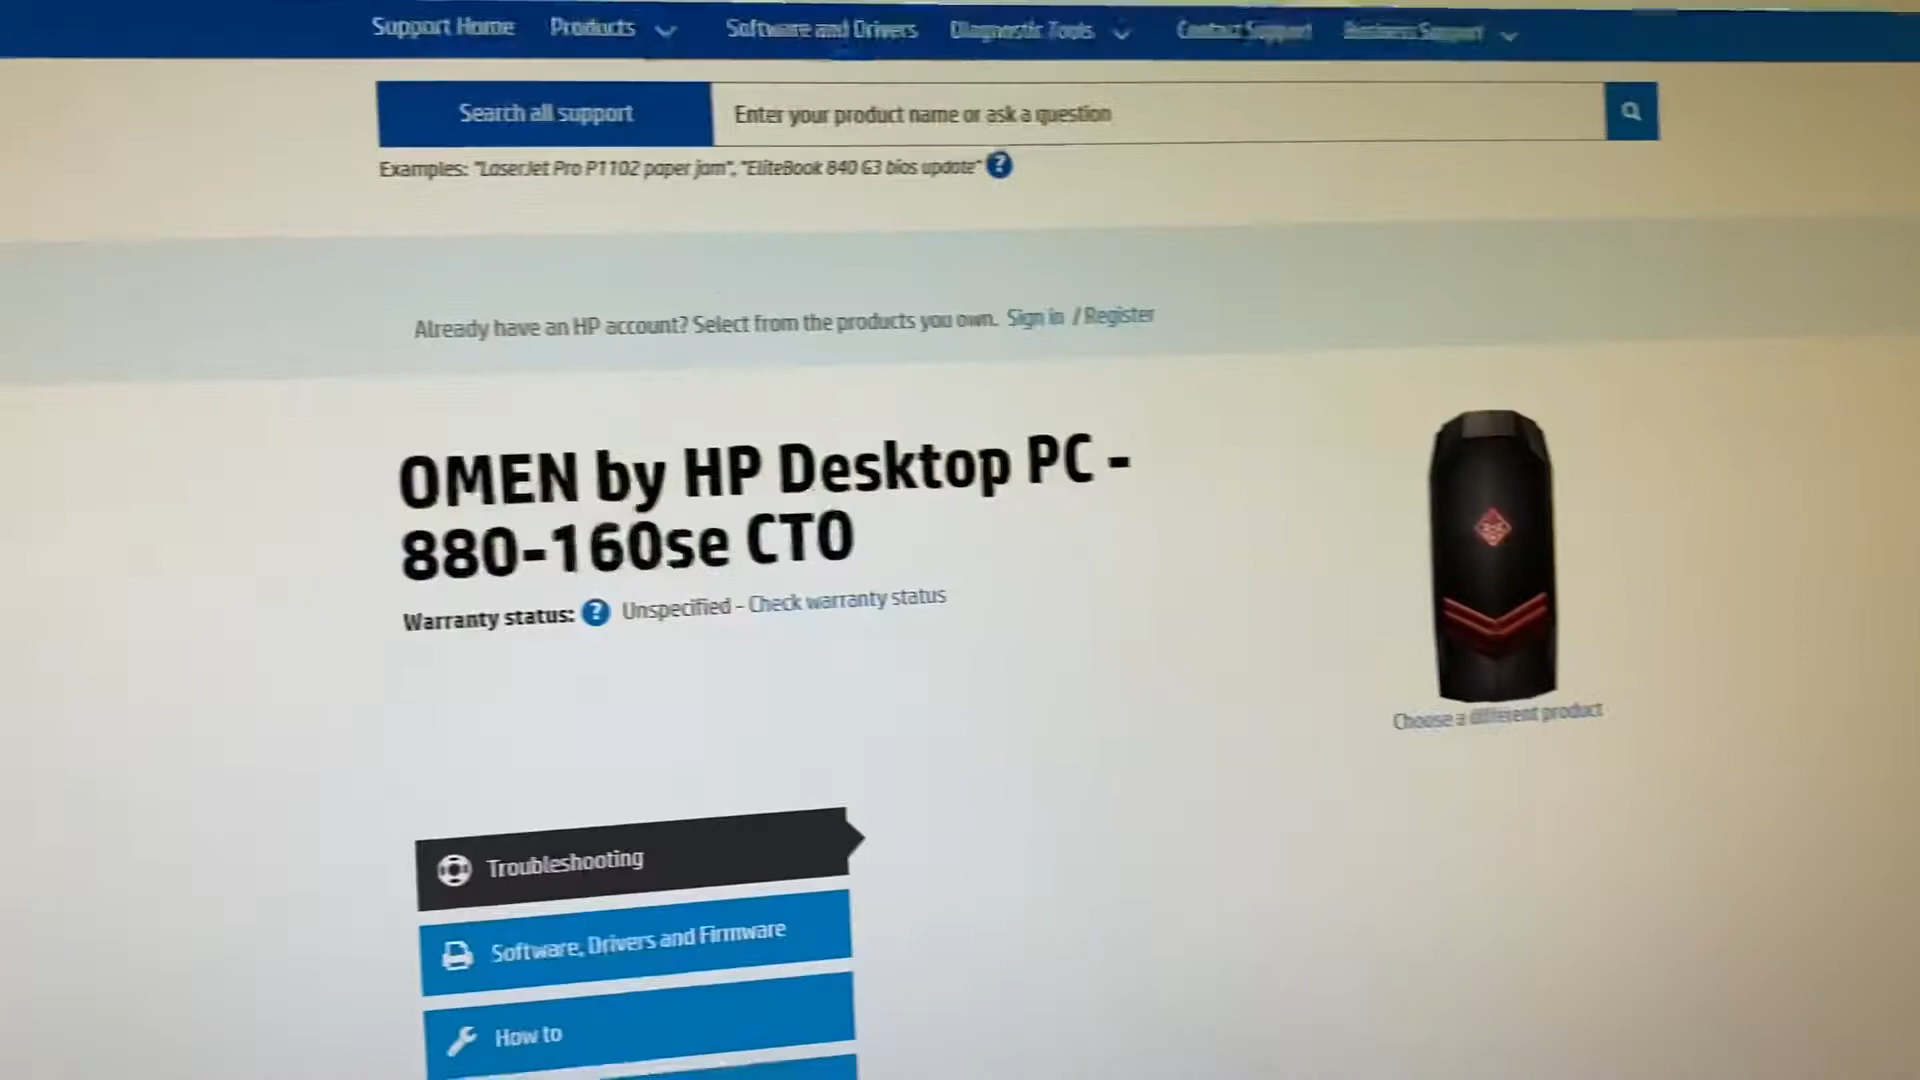 Support Home Products Software and Drivers Diagnostic Tools Contact Support Business Support
Search all support Enter your product name or ask a question
Examples: "LaserJet Pro P1102 paper jam", "EliteBook 840 G3 bios update" ?
Already have an HP account? Select from the products you own. Sign in / Register
OMEN by HP Desktop PC -
880-160se CTO
Warranty status: ? Unspecified - Check warranty status
Choose a different product
Troubleshooting
Software, Drivers and Firmware
How to